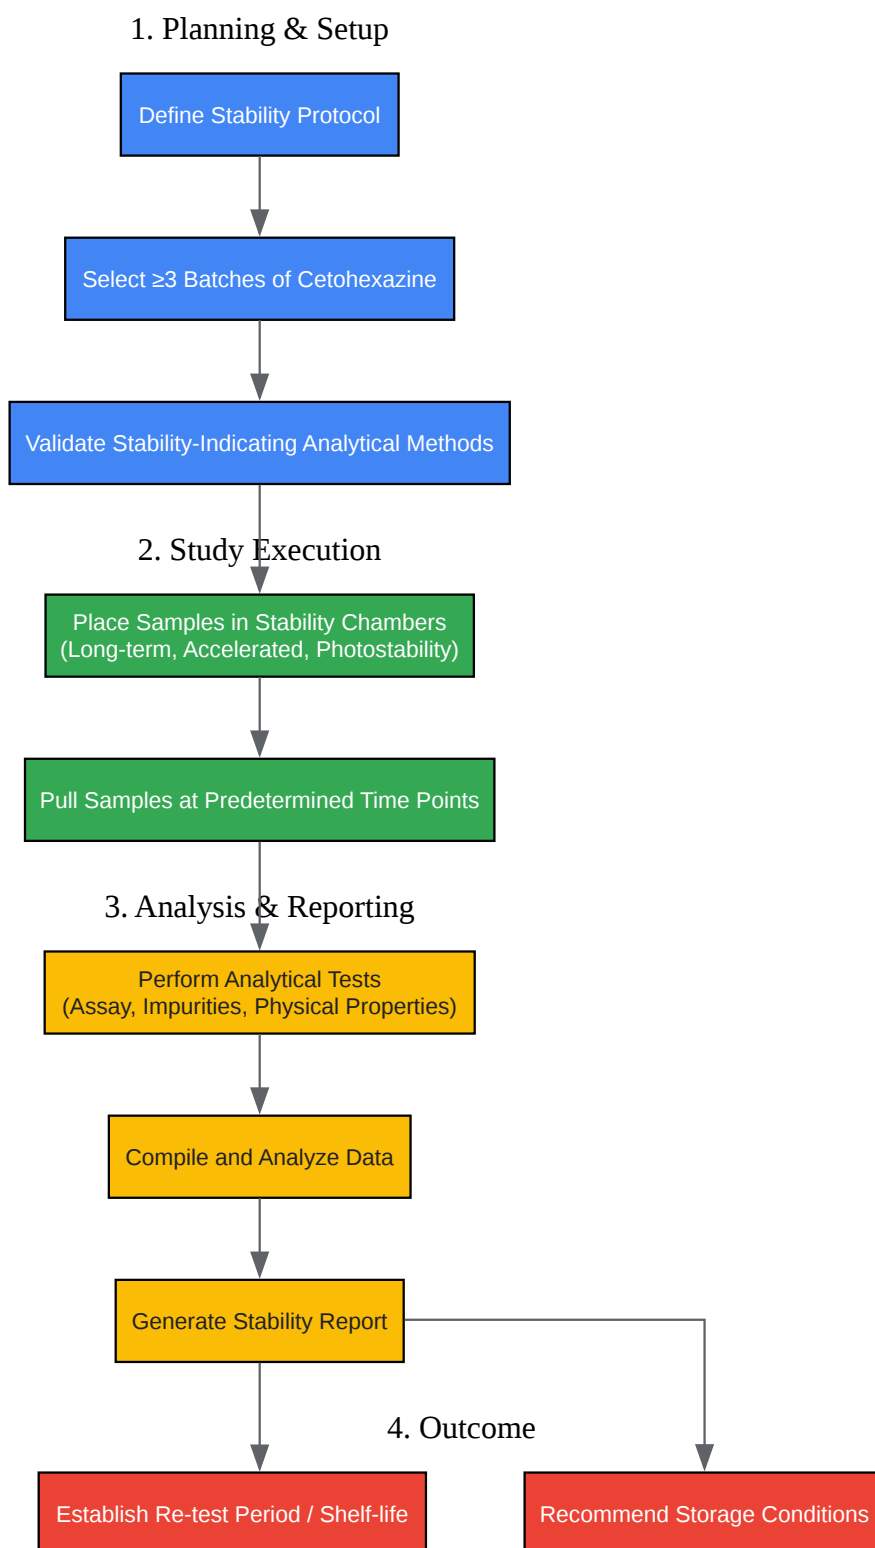 1. Planning & Setup
Define Stability Protocol
Select ≥3 Batches of Cetohexazine
Validate Stability-Indicating Analytical Methods
2. Study Execution
Place Samples in Stability Chambers
(Long-term, Accelerated, Photostability)
Pull Samples at Predetermined Time Points
3. Analysis & Reporting
Perform Analytical Tests
(Assay, Impurities, Physical Properties)
Compile and Analyze Data
Generate Stability Report
4. Outcome
Establish Re-test Period / Shelf-life
Recommend Storage Conditions